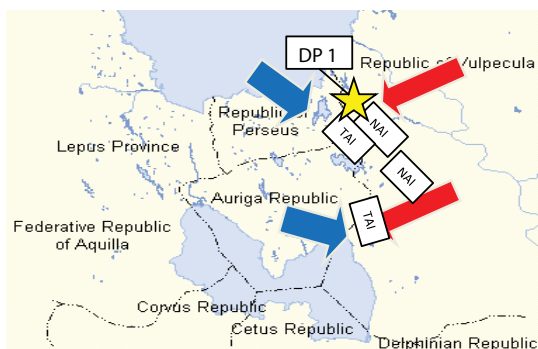 DP 1
Republic of Vulpecula
Republic of
Perseus
TAI
NAI
Lepus Province
NAI
Auriga Republic
TAI
Federative Republic
of Aquilla
Corvus Republic
Cetus Republic
Delphinian Republic